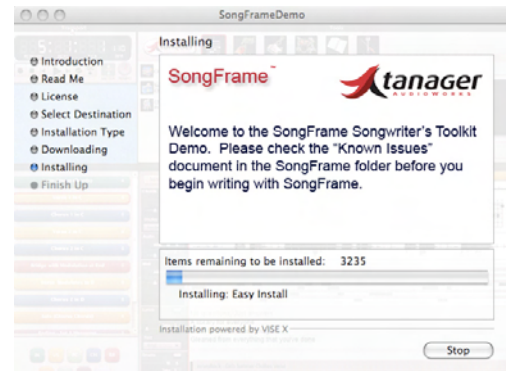 SongFrameDemo
Installing
Introduction
Read Me
License
Select Destination
Installation Type
Downloading
Installing
Finish Up
SongFrame™
tanager
AUDIOWORKS
Welcome to the SongFrame Songwriter's Toolkit
Demo. Please check the "Known Issues"
document in the SongFrame folder before you
begin writing with SongFrame.
Items remaining to be installed: 3235
Installing: Easy Install
Installation powered by VISE X
Stop